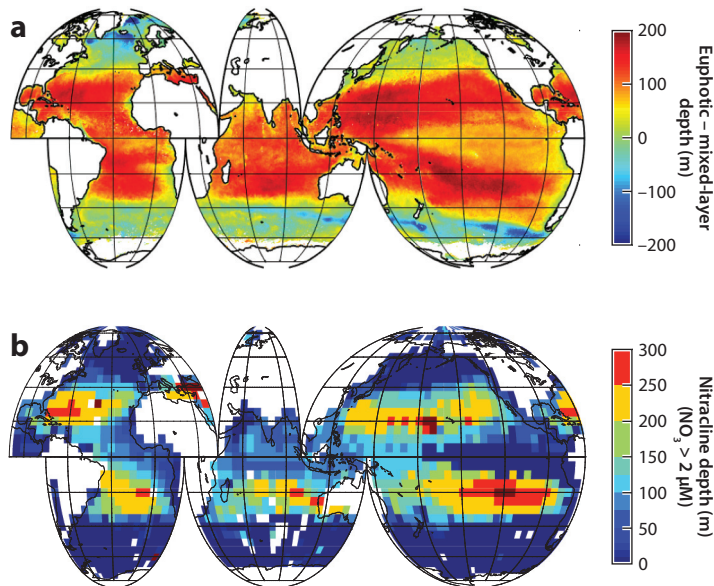 a
200
100
0
−100
−200
Euphotic – mixed-layer
depth (m)
b
300
250
200
150
100
50
0
Nitracline depth (m)
(NO3 > 2 µM)